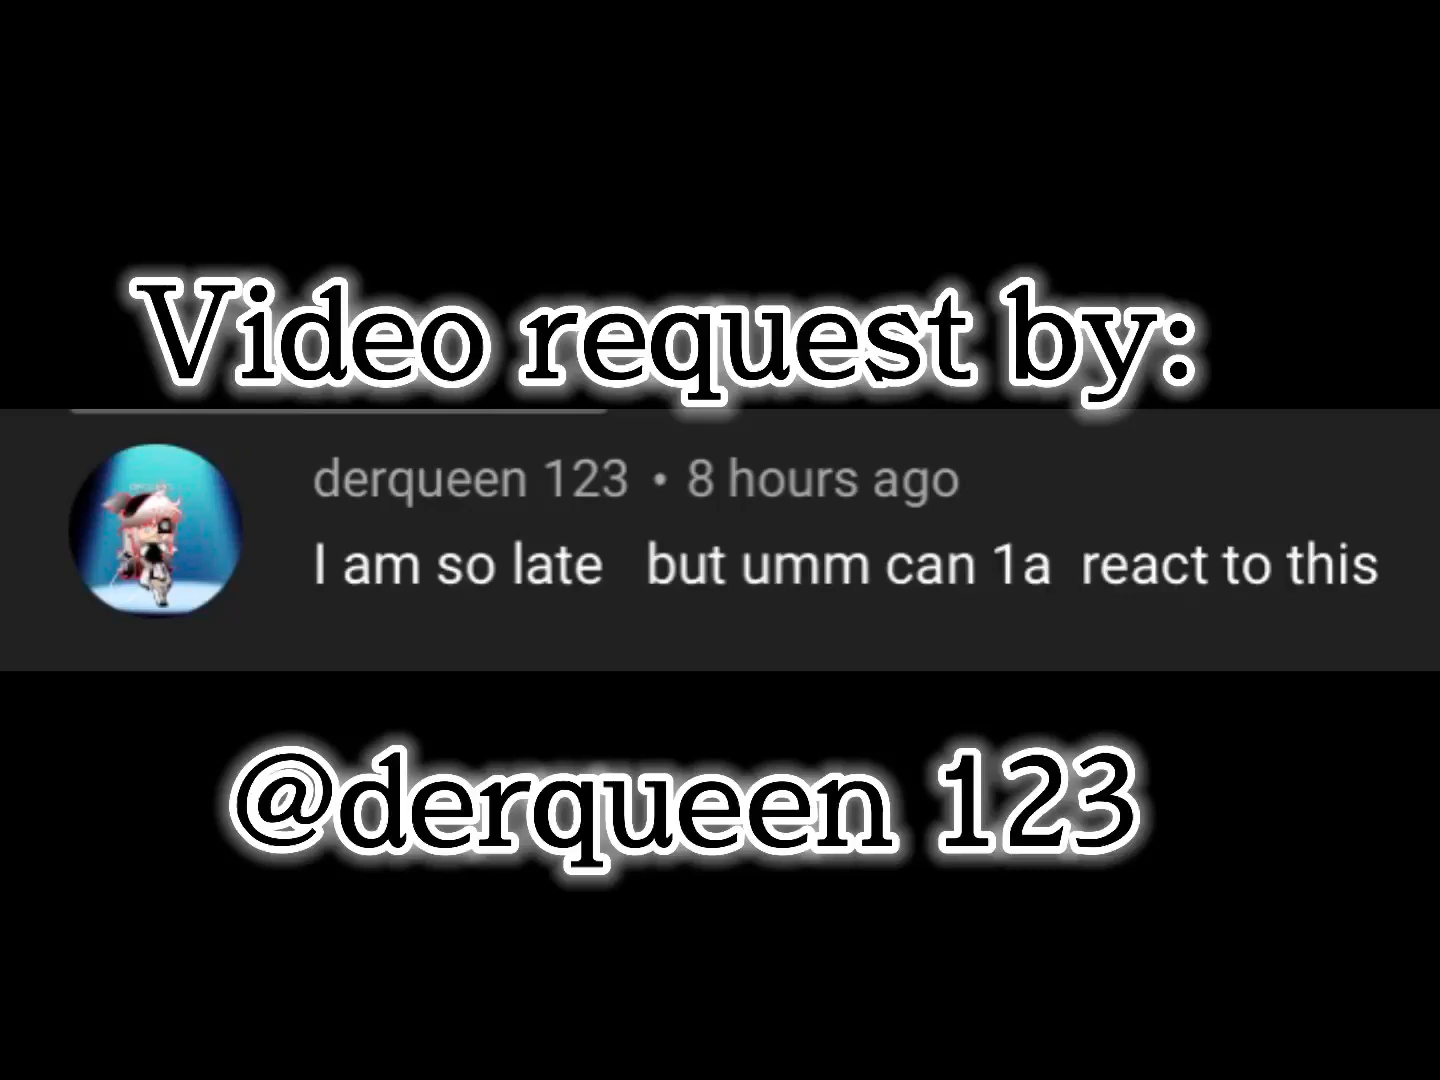 Video request by:
derqueen 123 • 8 hours ago
I am so late but umm can 1a react to this
@derqueen 123